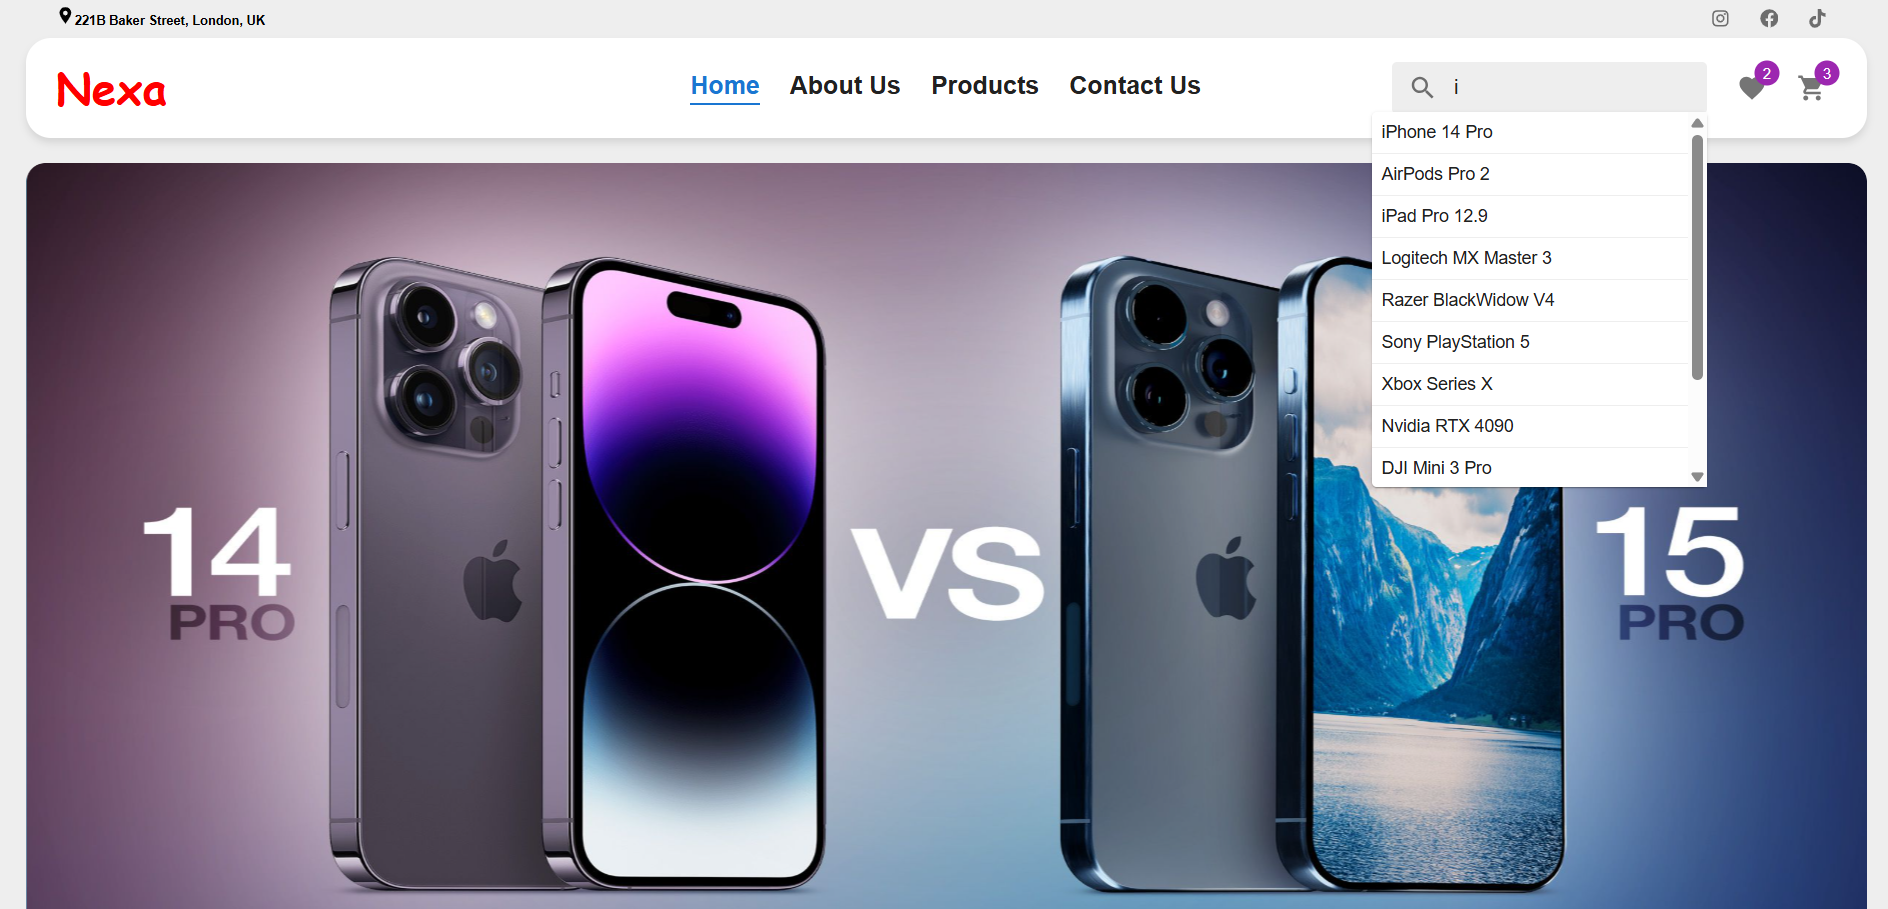 221B Baker Street, London, UK
Nexa
Home About Us Products Contact Us
i
2
3
iPhone 14 Pro
AirPods Pro 2
iPad Pro 12.9
Logitech MX Master 3
Razer BlackWidow V4
Sony PlayStation 5
Xbox Series X
Nvidia RTX 4090
DJI Mini 3 Pro
14
PRO
VS
15
PRO